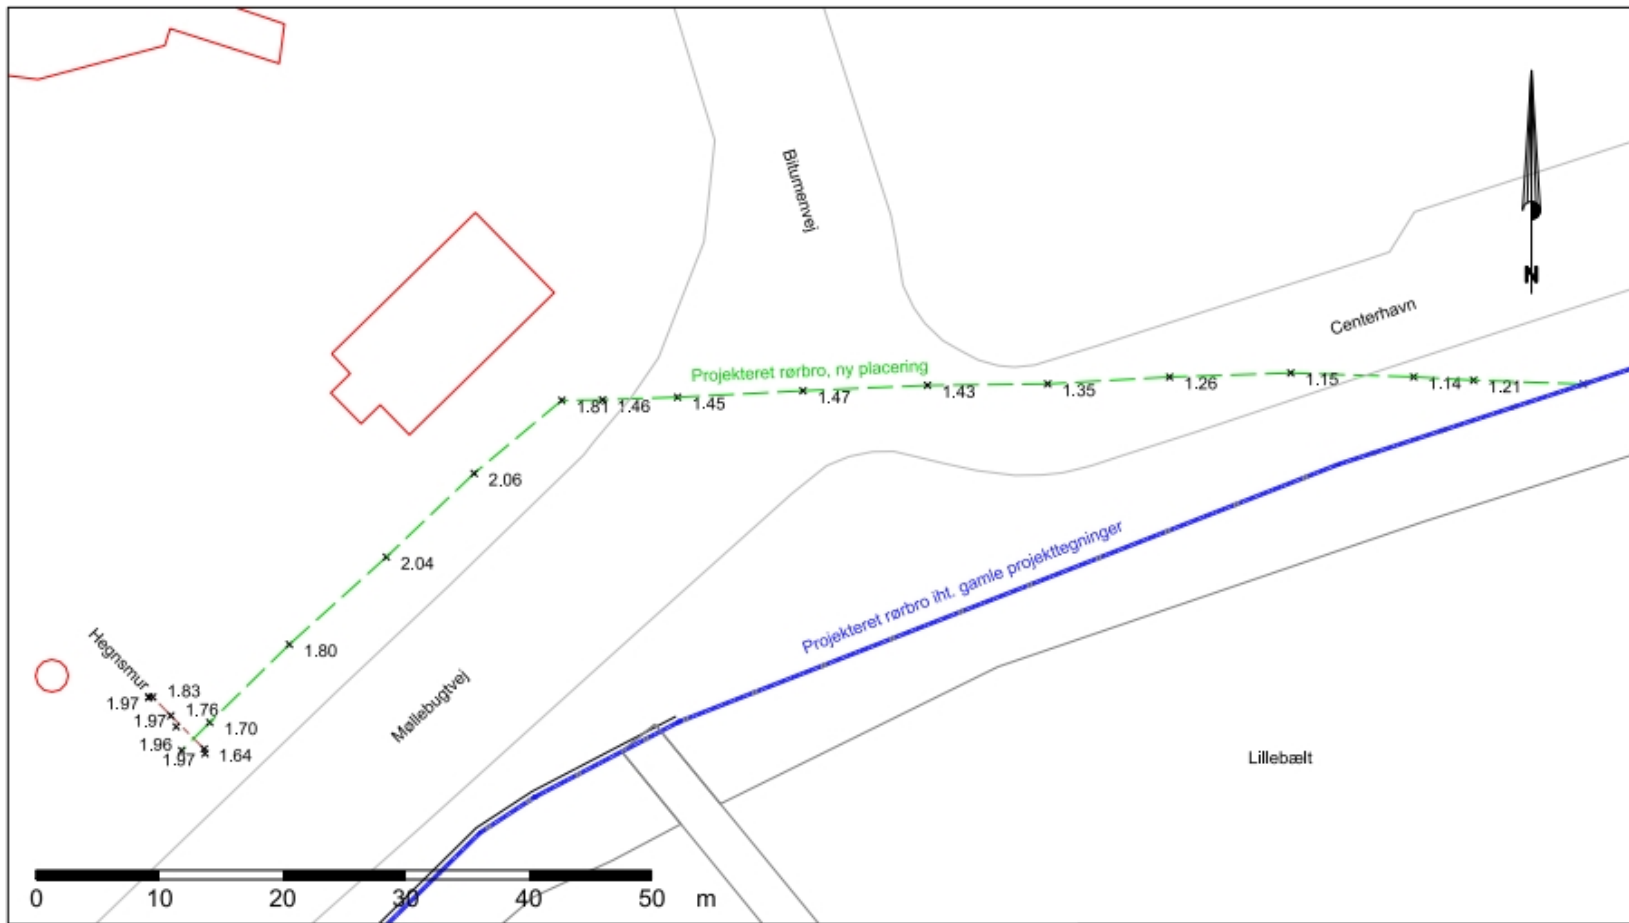 Bitumenvej
N
Centerhavn
Projekteret rørbro, ny placering
1.81
1.46
1.45
1.47
1.43
1.35
1.26
1.15
1.14
1.21
2.06
2.04
Projekteret rørbro iht. gamle projekttegninger
1.80
Hegnsmur
1.83
1.97
1.76
1.97
1.70
1.96
1.97
1.64
Møllebugtvej
Lillebælt
0 10 20 30 40 50 m